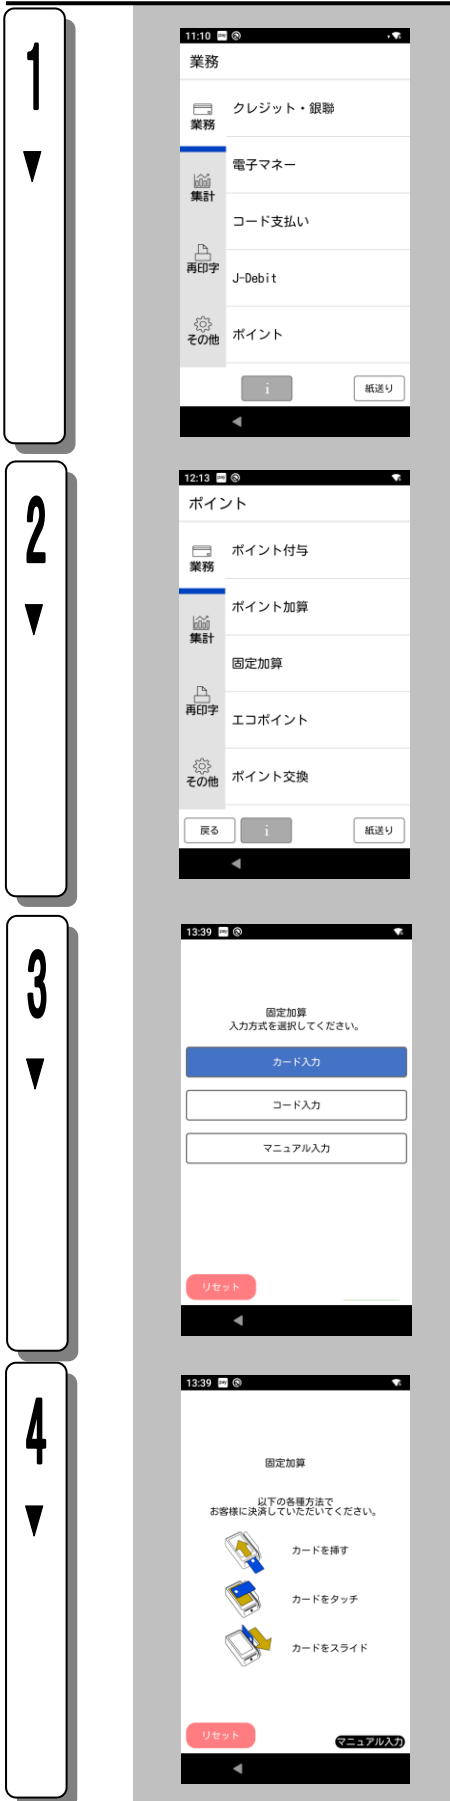 1
▼
11:10
業務
業務
クレジット・銀聯
電子マネー
集計
コード支払い
再印字
J-Debit
その他
ポイント
i
紙送り
2
▼
12:13
ポイント
業務
ポイント付与
ポイント加算
集計
固定加算
再印字
エコポイント
その他
ポイント交換
戻る
i
紙送り
3
▼
13:39
固定加算
入力方式を選択してください。
カード入力
コード入力
マニュアル入力
リセット
4
▼
13:39
固定加算
以下の各種方法で
お客様に決済していただいてください。
カードを挿す
カードをタッチ
カードをスライド
リセット
マニュアル入力